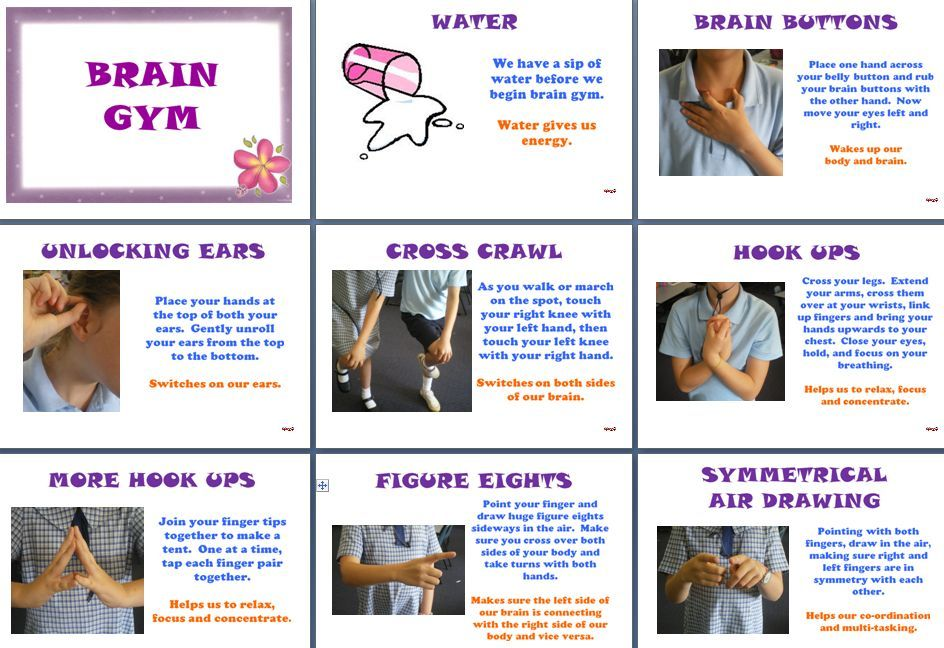 BRAIN
GYM
WATER
We have a sip of
water before we
begin brain gym.
Water gives us
energy.
BRAIN BUTTONS
Place one hand across
your belly button and rub
your brain buttons with
the other hand. Now
move your eyes left and
right.
Wakes up our
body and brain.
UNLOCKING EARS
Place your hands at
the top of both your
ears. Gently unroll
your ears from the top
to the bottom.
Switches on our ears.
CROSS CRAWL
As you walk or march
on the spot, touch
your right knee with
your left hand, then
touch your left knee
with your right hand.
Switches on both sides
of our brain.
HOOK UPS
Cross your legs. Extend
your arms, cross them
over at your wrists, link
up fingers and bring your
hands upwards to your
chest. Close your eyes,
hold, and focus on your
breathing.
Helps us to relax, focus
and concentrate.
MORE HOOK UPS
Join your finger tips
together to make a
tent. One at a time,
tap each finger pair
together.
Helps us to relax,
focus and concentrate.
FIGURE EIGHTS
Point your finger and
draw huge figure eights
sideways in the air. Make
sure you cross over both
sides of your body and
take turns with both
hands.
Makes sure the left side of
our brain is connecting
with the right side of our
body and vice versa.
SYMMETRICAL
AIR DRAWING
Pointing with both
fingers, draw in the air,
making sure right and
left fingers are in
symmetry with each
other.
Helps our co-ordination
and multi-tasking.